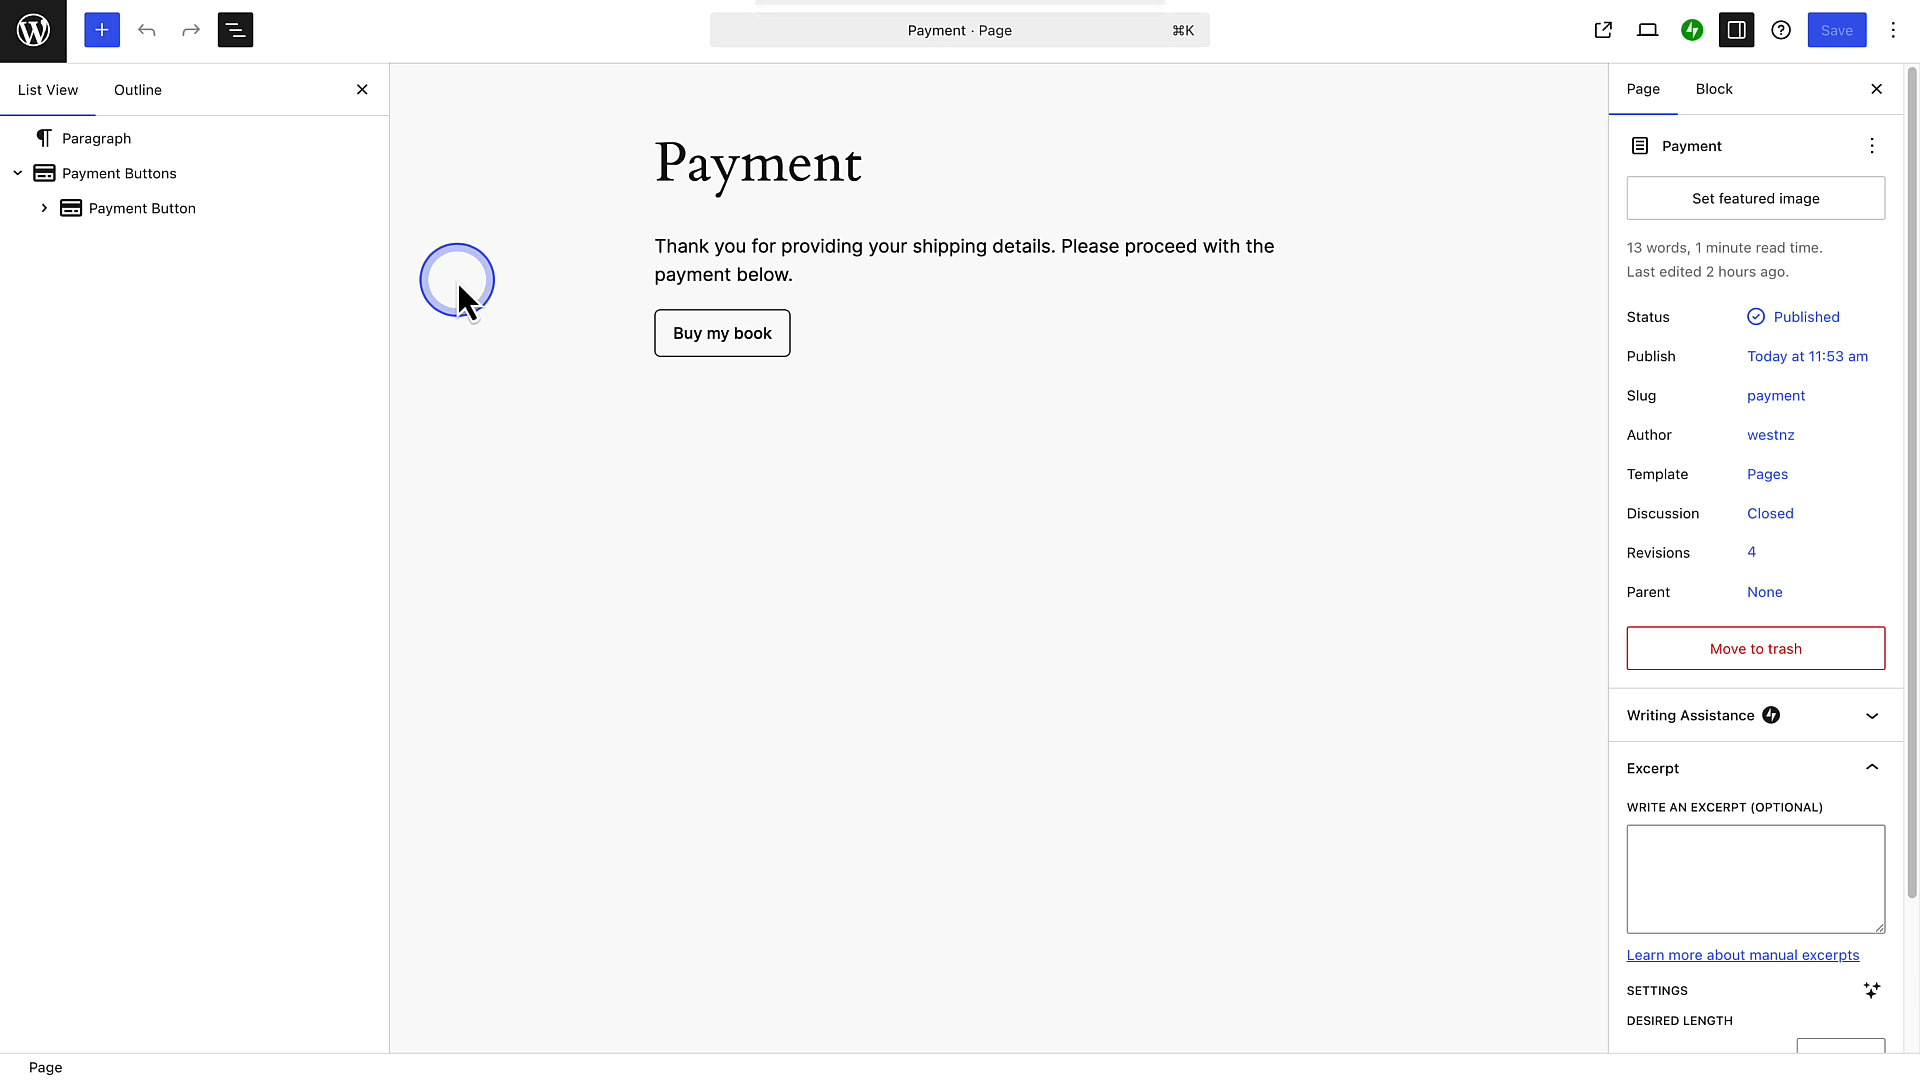 Payment · Page
⌘K
Save
List View
Outline
Paragraph
Payment Buttons
Payment Button
Payment
Thank you for providing your shipping details. Please proceed with the
payment below.
Buy my book
Page
Block
Payment
Set featured image
13 words, 1 minute read time.
Last edited 2 hours ago.
Status
Published
Publish
Today at 11:53 am
Slug
payment
Author
westnz
Template
Pages
Discussion
Closed
Revisions
4
Parent
None
Move to trash
Writing Assistance
Excerpt
WRITE AN EXCERPT (OPTIONAL)
Learn more about manual excerpts
SETTINGS
DESIRED LENGTH
Page